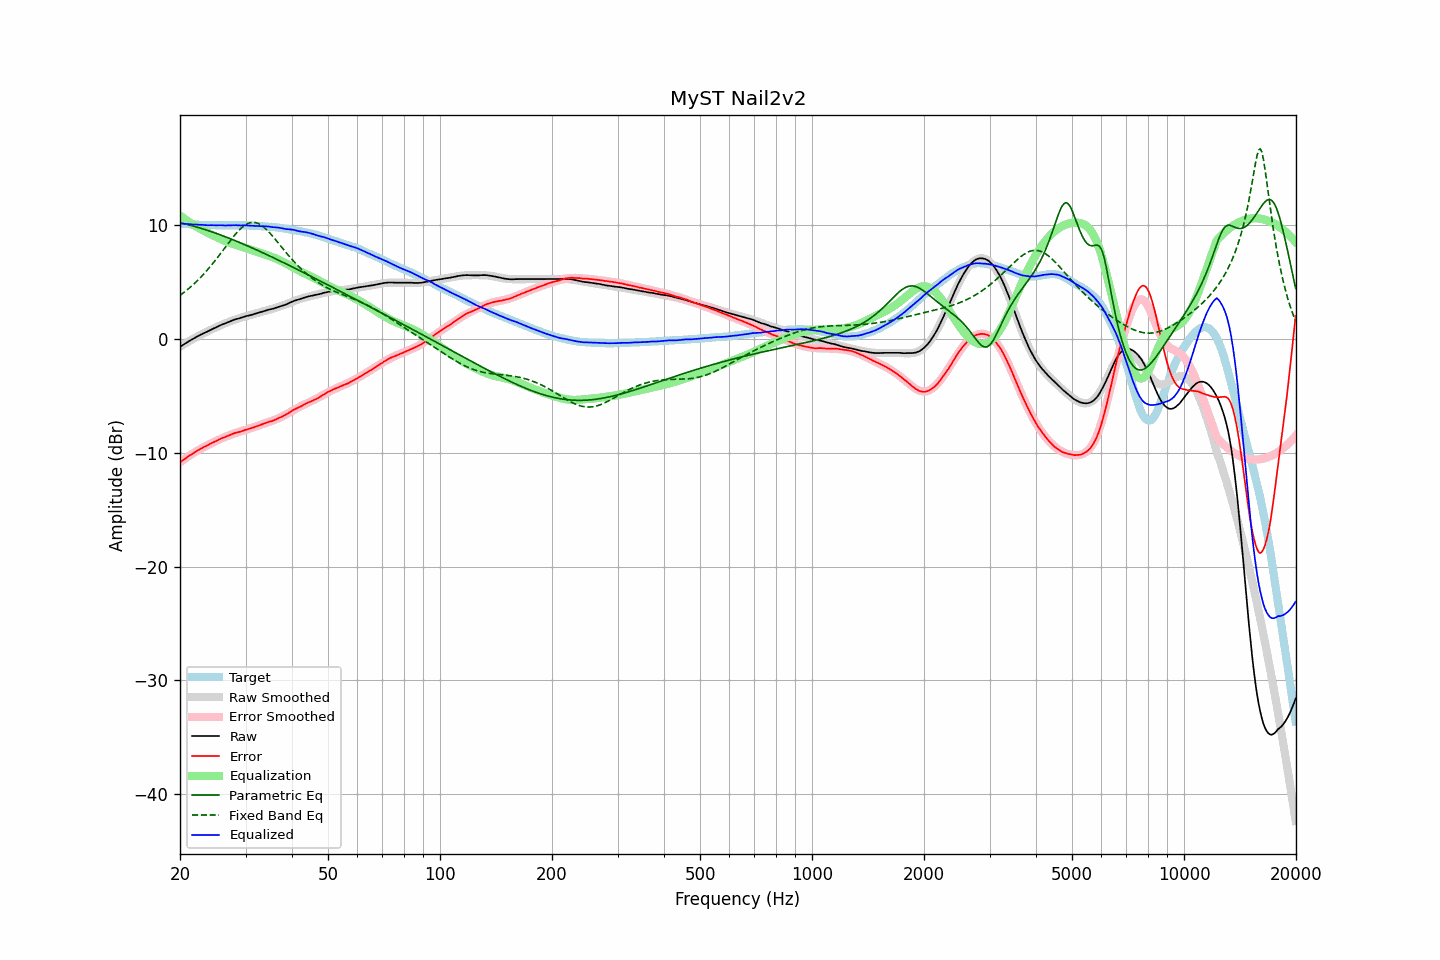 MyST Nail2v2
10
0
−10
−20
−30
−40
Amplitude (dBr)
Target
Raw Smoothed
Error Smoothed
Raw
Error
Equalization
Parametric Eq
Fixed Band Eq
Equalized
20 50 100 200 500 1000 2000 5000 10000 20000
Frequency (Hz)